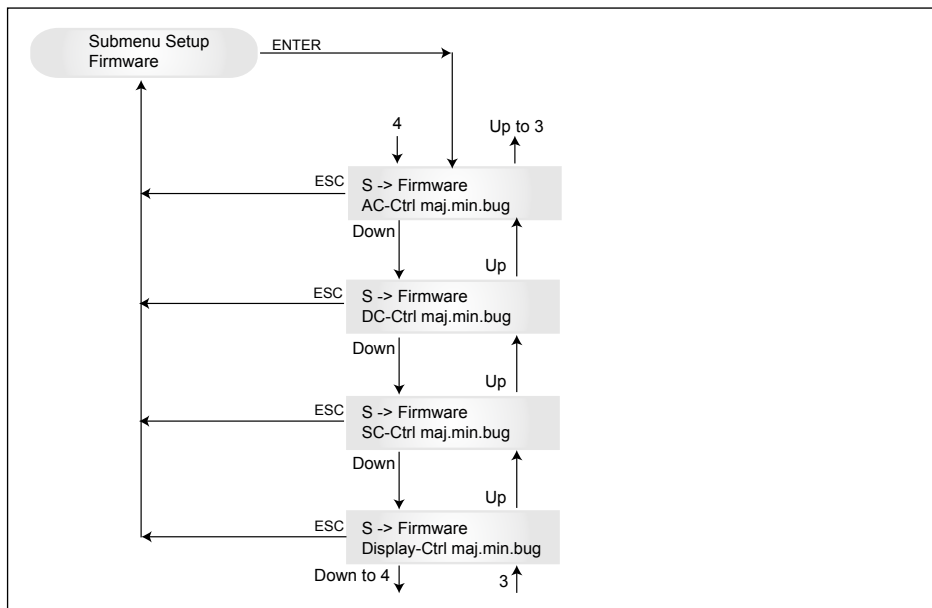 Submenu Setup
Firmware
ENTER
4
Up to 3
ESC
S -> Firmware
AC-Ctrl maj.min.bug
Down
Up
ESC
S -> Firmware
DC-Ctrl maj.min.bug
Down
Up
ESC
S -> Firmware
SC-Ctrl maj.min.bug
Down
Up
ESC
S -> Firmware
Display-Ctrl maj.min.bug
Down to 4
3